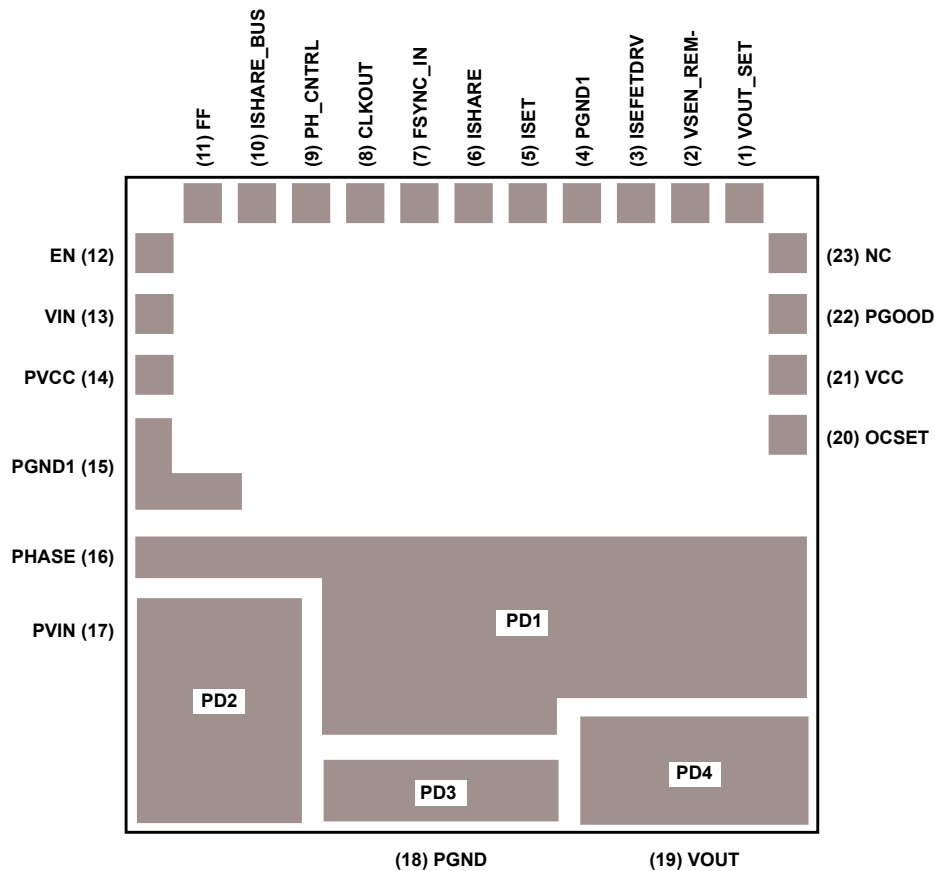 (11) FF
(10) ISHARE_BUS
(9) PH_CNTRL
(8) CLKOUT
(7) FSYNC_IN
(6) ISHARE
(5) ISET
(4) PGND1
(3) ISEFETDRV
(2) VSEN_REM-
(1) VOUT_SET
EN (12)
(23) NC
VIN (13)
(22) PGOOD
PVCC (14)
(21) VCC
(20) OCSET
PGND1 (15)
PHASE (16)
PD1
PVIN (17)
PD2
PD4
PD3
(18) PGND
(19) VOUT